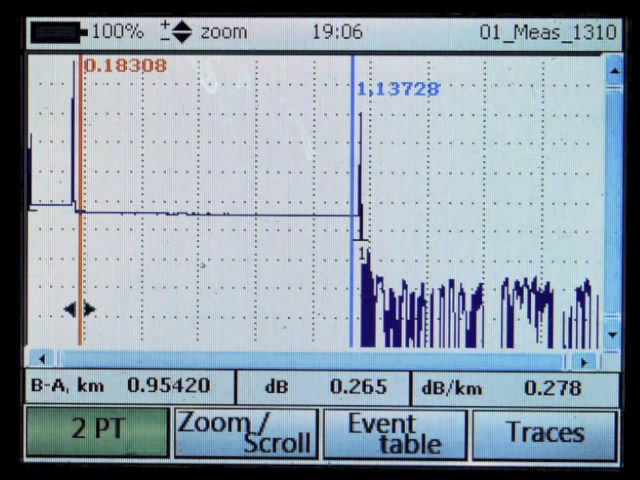 100% + - zoom 19:06 01_Meas_1310
0.18308
1,13728
1
B-A, km 0.95420 dB 0.265 dB/km 0.278
2 PT Zoom / Scroll Event table Traces